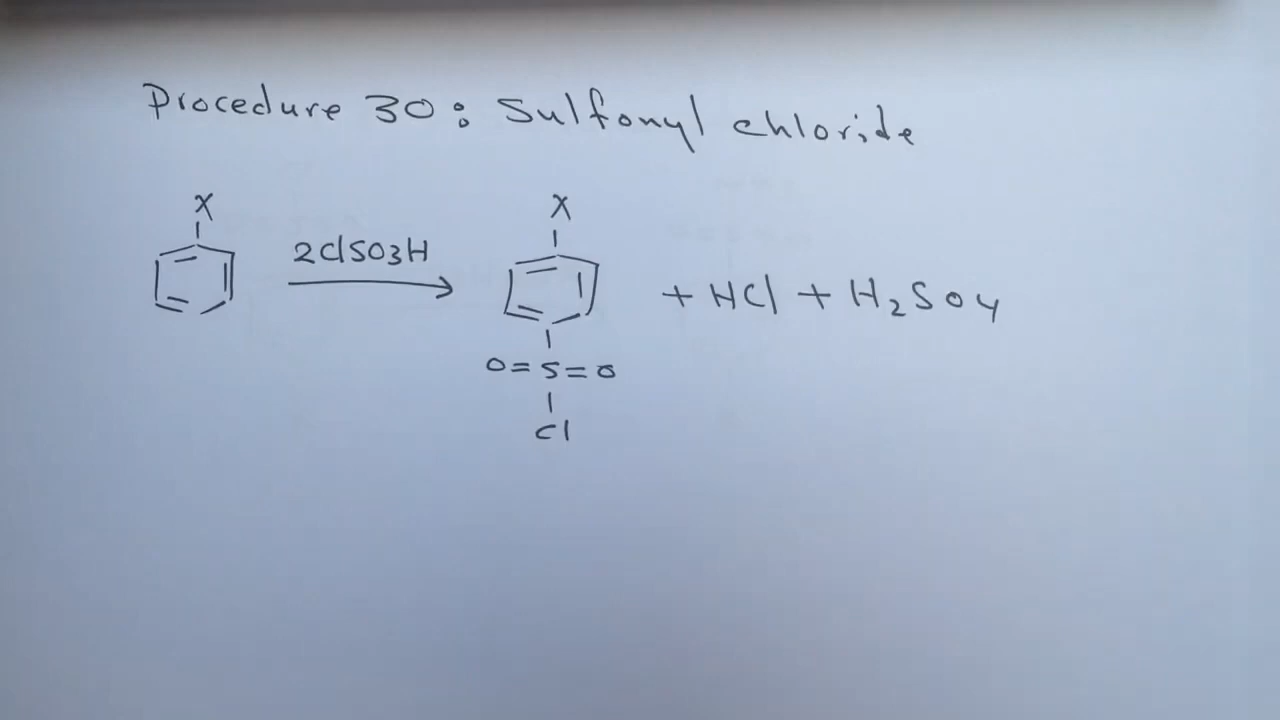 Procedure 30: Sulfonyl chloride
X X
2ClSO3H
+ HCl + H2SO4
O=S=O
Cl